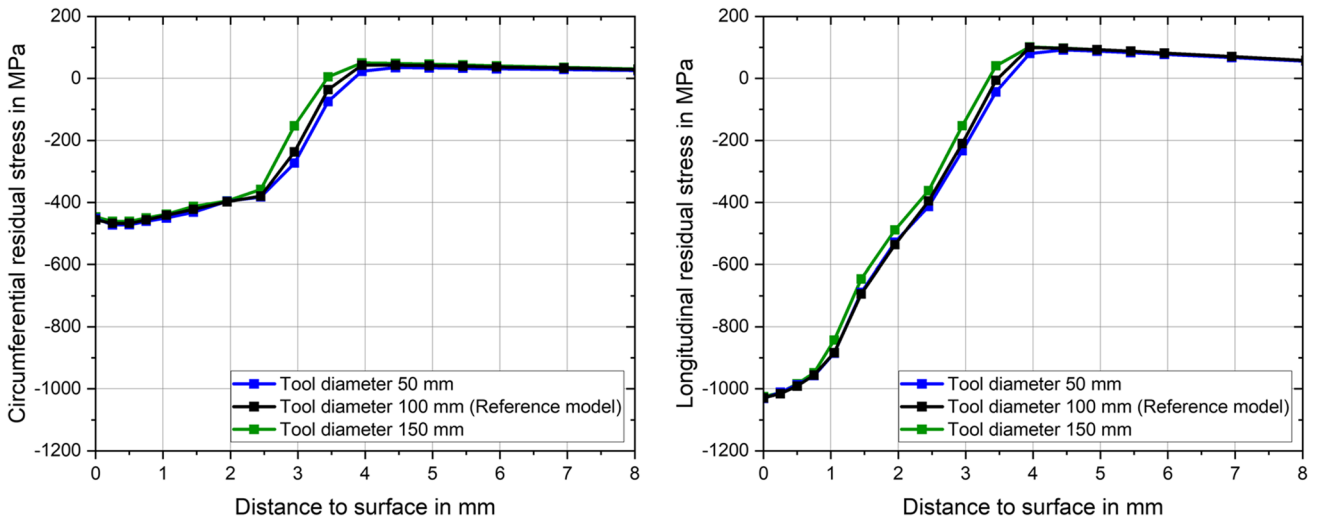 Circumferential residual stress in MPa
200
0
-200
-400
-600
-800
-1000
-1200
Tool diameter 50 mm
Tool diameter 100 mm (Reference model)
Tool diameter 150 mm
0 1 2 3 4 5 6 7 8
Distance to surface in mm
Longitudinal residual stress in MPa
200
0
-200
-400
-600
-800
-1000
-1200
Tool diameter 50 mm
Tool diameter 100 mm (Reference model)
Tool diameter 150 mm
0 1 2 3 4 5 6 7 8
Distance to surface in mm